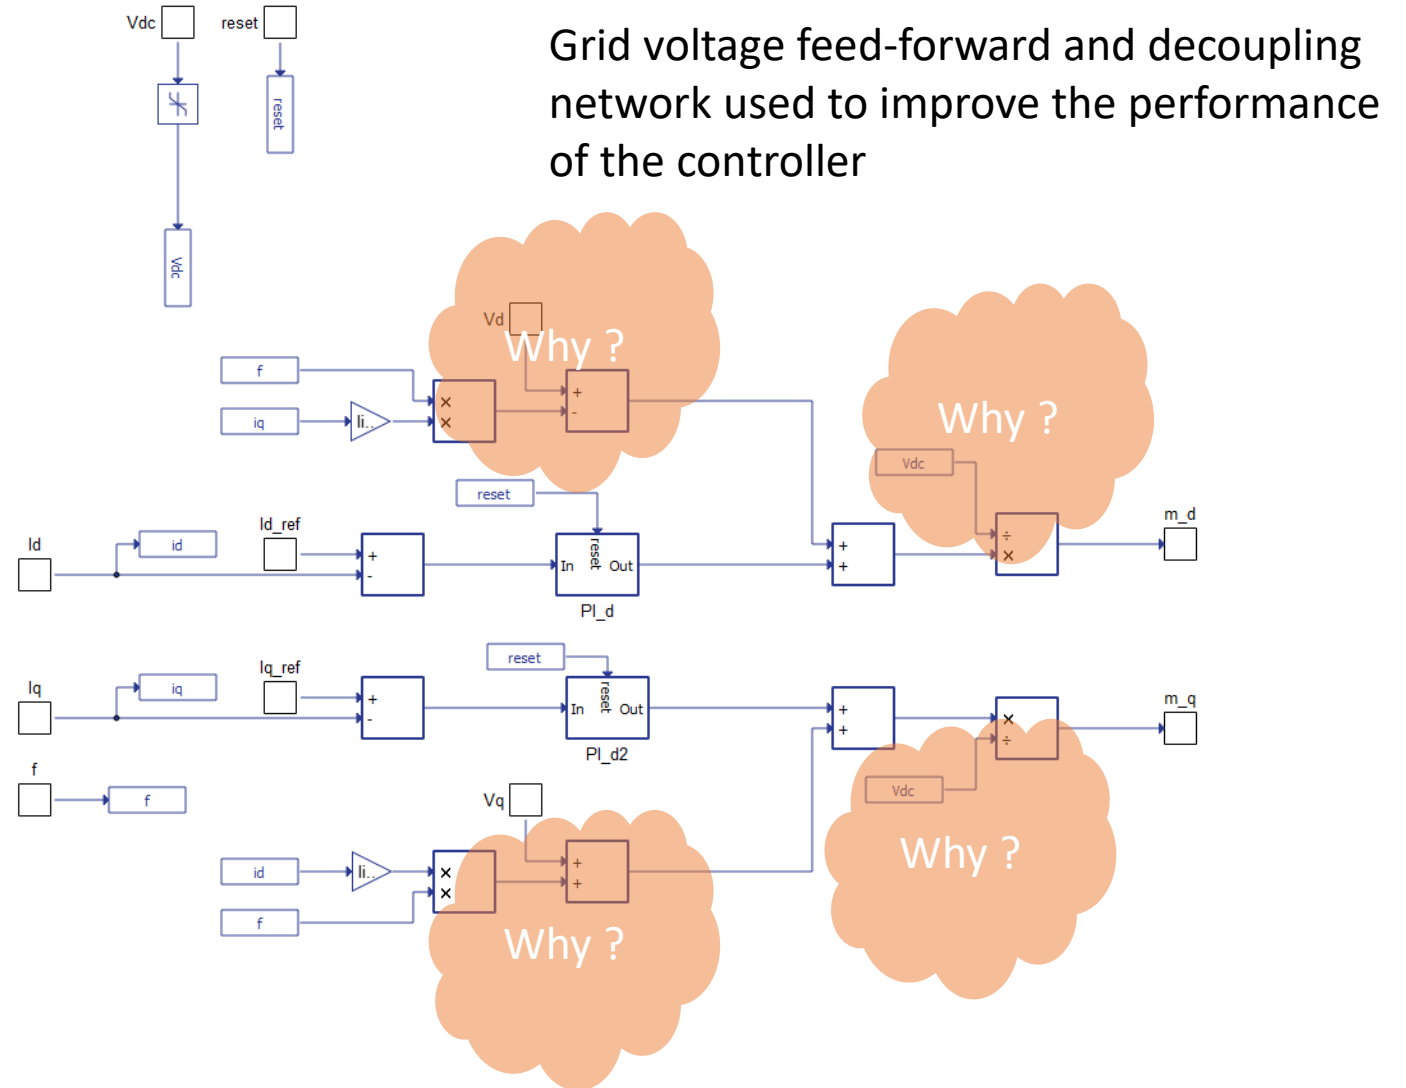 Vdc
reset
Grid voltage feed-forward and decoupling
network used to improve the performance
of the controller
reset
Vdc
Vd
Why ?
f
+
-
×
×
iq
li..
Why ?
Vdc
reset
Id_ref
m_d
Id
id
+
-
In
reset
Out
+
+
÷
×
PI_d
reset
Iq_ref
m_q
Iq
iq
+
-
In
reset
Out
+
+
×
÷
PI_d2
f
f
Vq
Vdc
Why ?
id
li..
×
×
+
+
f
Why ?